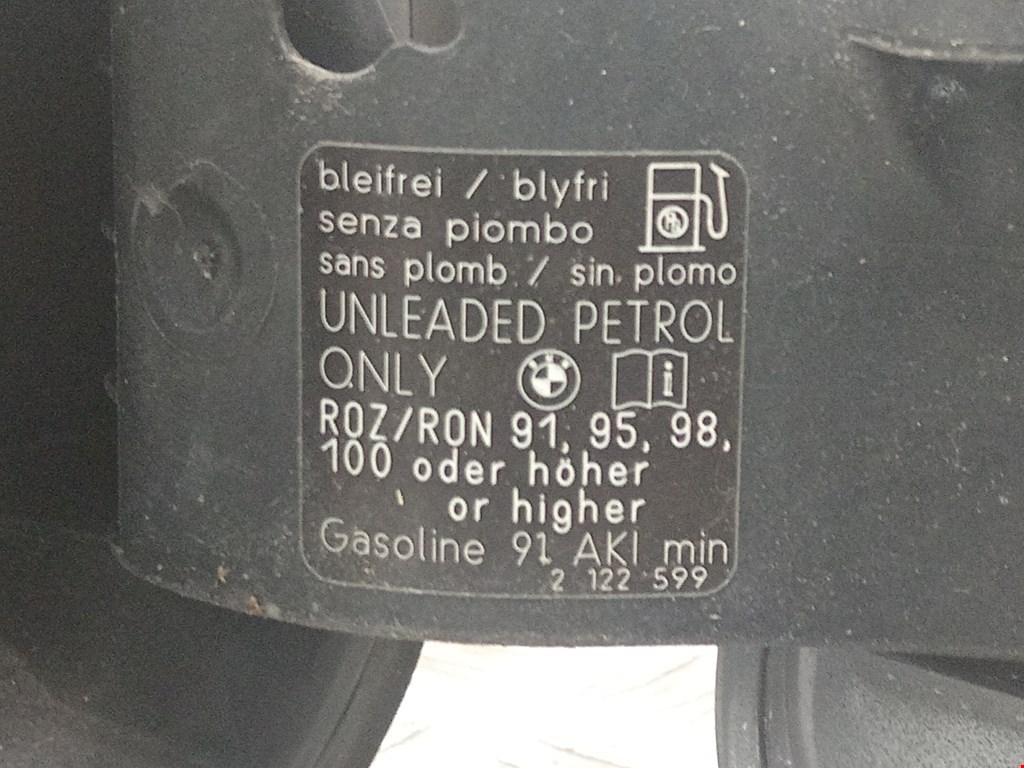 bleifrei / blyfri
senza piombo
sans plomb / sin plomo
UNLEADED PETROL
ONLY
ROZ/RON 91, 95, 98,
100 oder höher
or higher
Gasoline 91 AKI min
2 122 599